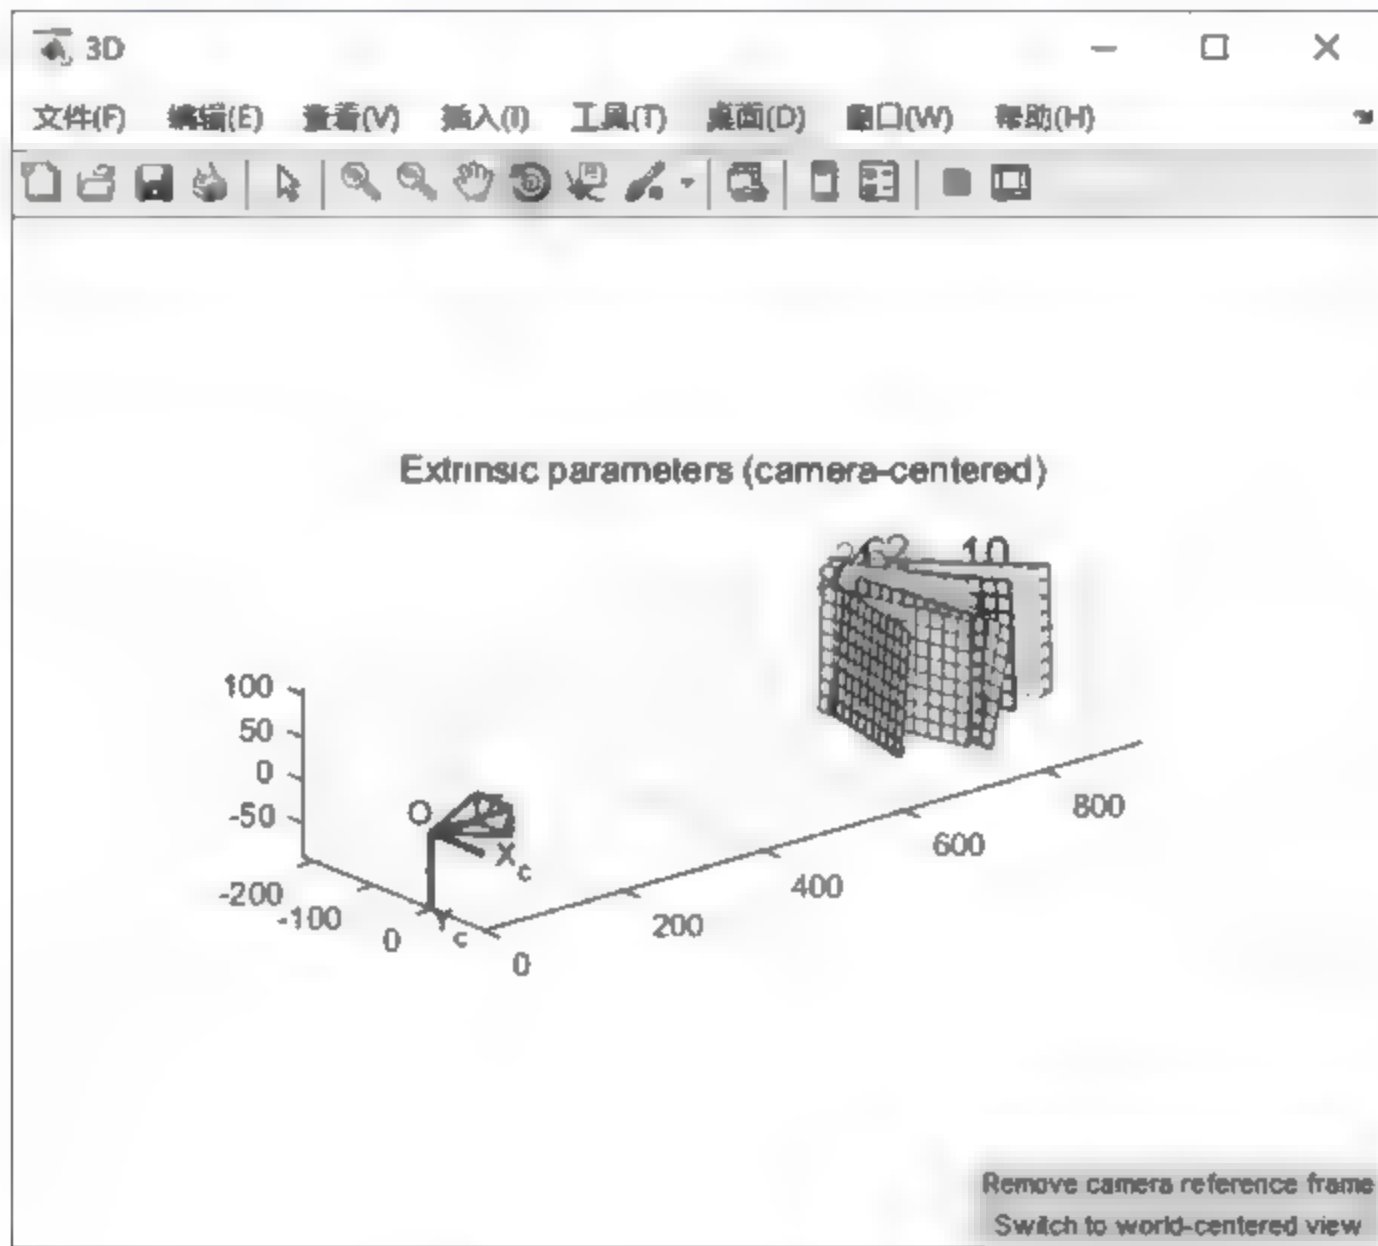 3D
文件(F) 编辑(E) 查看(V) 插入(I) 工具(T) 桌面(D) 窗口(W) 帮助(H)
Extrinsic parameters (camera-centered)
10
100
50
0
-50
-200
-100
0
O
X c
Y c
0
200
400
600
800
Remove camera reference frame
Switch to world-centered view